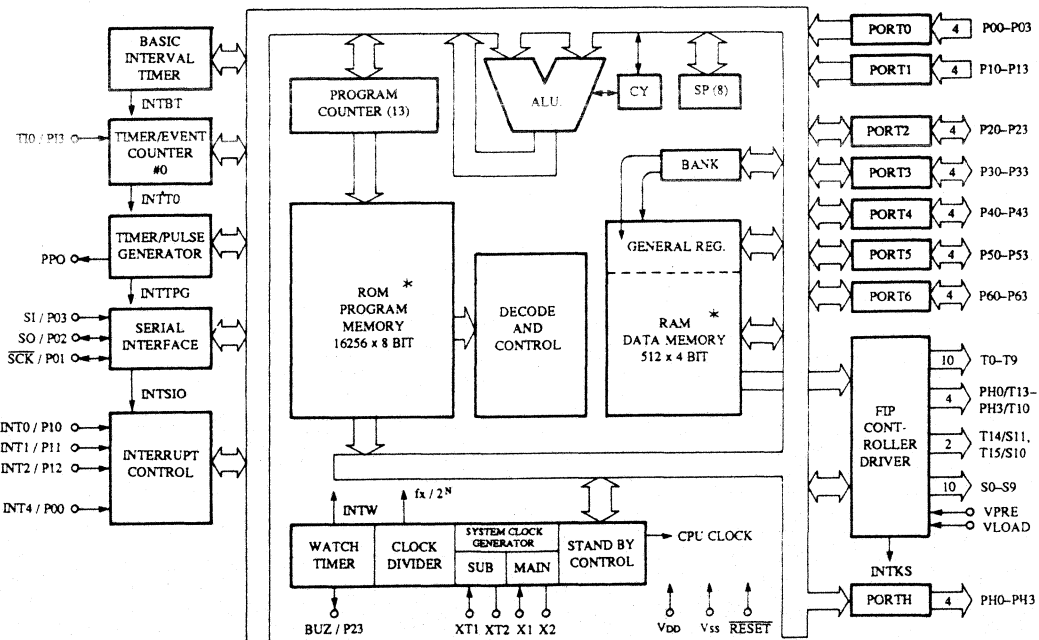 BASIC
INTERVAL
TIMER
INTBT
TI0 / P13
TIMER/EVENT
COUNTER
#0
INTT0
TIMER/PULSE
GENERATOR
PPO
INTTPG
SI / P03
SO / P02
SCK / P01
SERIAL
INTERFACE
INTSIO
INT0 / P10
INT1 / P11
INT2 / P12
INT4 / P00
INTERRUPT
CONTROL
PROGRAM
COUNTER (13)
ALU.
CY
SP (8)
BANK
GENERAL REG.
ROM *
PROGRAM
MEMORY
16256 x 8 BIT
DECODE
AND
CONTROL
RAM *
DATA MEMORY
512 x 4 BIT
INTW
fx / 2ᴺ
WATCH
TIMER
CLOCK
DIVIDER
SYSTEM CLOCK
GENERATOR
SUB
MAIN
STAND BY
CONTROL
CPU CLOCK
BUZ / P23
XT1
XT2
X1
X2
VDD
VSS
RESET
PORT0 4 P00–P03
PORT1 4 P10–P13
PORT2 4 P20–P23
PORT3 4 P30–P33
PORT4 4 P40–P43
PORT5 4 P50–P53
PORT6 4 P60–P63
FIP
CONT-
ROLLER
DRIVER
10 T0–T9
4 PH0/T13–
PH3/T10
2 T14/S11,
T15/S10
10 S0–S9
VPRE
VLOAD
INTKS
PORTH 4 PH0–PH3